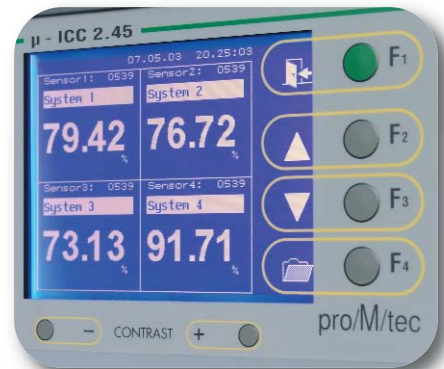 µ - ICC 2.45
07.05.03 20.25:03
Sensor1: 0539 Sensor2: 0539
System 1 System 2
79.42 % 76.72 %
Sensor3: 0539 Sensor4: 0539
System 3 System 4
73.13 % 91.71 %
F1
F2
F3
F4
- CONTRAST +
pro/M/tec